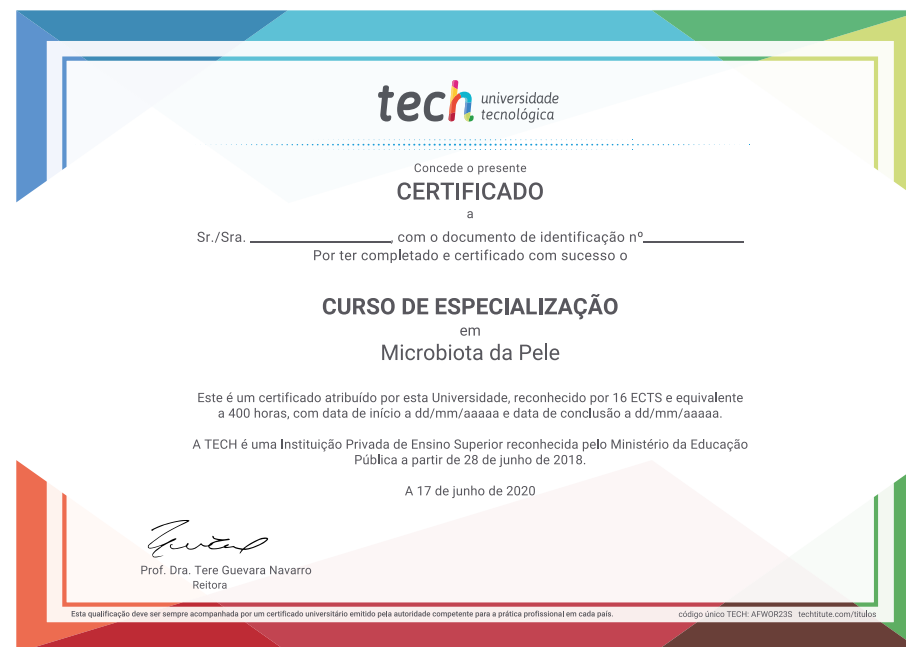 tech universidade
tecnológica
Concede o presente
CERTIFICADO
a
Sr./Sra. ____________________, com o documento de identificação nº______________
Por ter completado e certificado com sucesso o
CURSO DE ESPECIALIZAÇÃO
em
Microbiota da Pele
Este é um certificado atribuído por esta Universidade, reconhecido por 16 ECTS e equivalente
a 400 horas, com data de início a dd/mm/aaaaa e data de conclusão a dd/mm/aaaaa.
A TECH é uma Instituição Privada de Ensino Superior reconhecida pelo Ministério da Educação
Pública a partir de 28 de junho de 2018.
A 17 de junho de 2020
Prof. Dra. Tere Guevara Navarro
Reitora
Esta qualificação deve ser sempre acompanhada por um certificado universitário emitido pela autoridade competente para a prática profissional em cada país. código único TECH: AFWOR23S techtitute.com/titulos